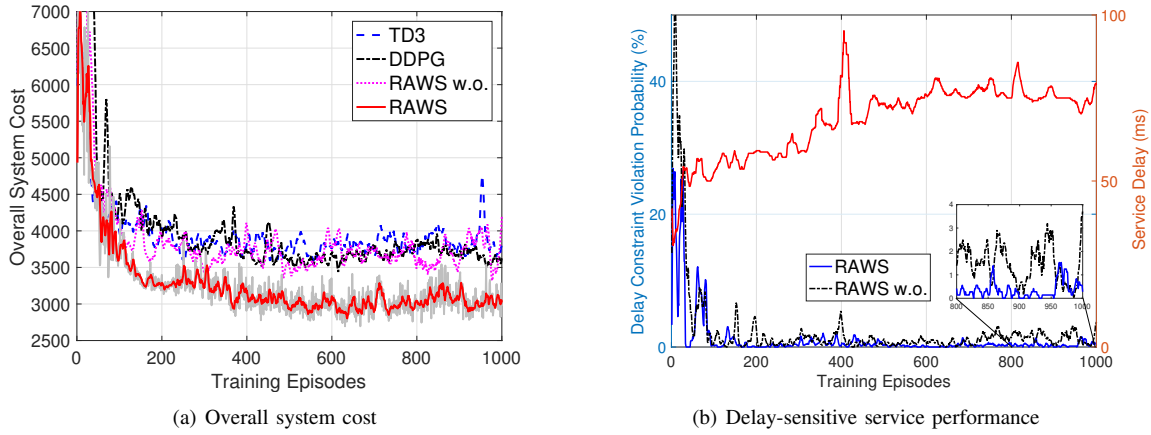 7000
6500
6000
5500
5000
4500
4000
3500
3000
2500
Overall System Cost
TD3
DDPG
RAWS w.o.
RAWS
0 200 400 600 800 1000
Training Episodes
(a) Overall system cost
Delay Constraint Violation Probability (%)
40
20
0
100
50
0
Service Delay (ms)
RAWS
RAWS w.o.
4
3
2
1
0
800 850 900 950 1000
0 200 400 600 800 1000
Training Episodes
(b) Delay-sensitive service performance